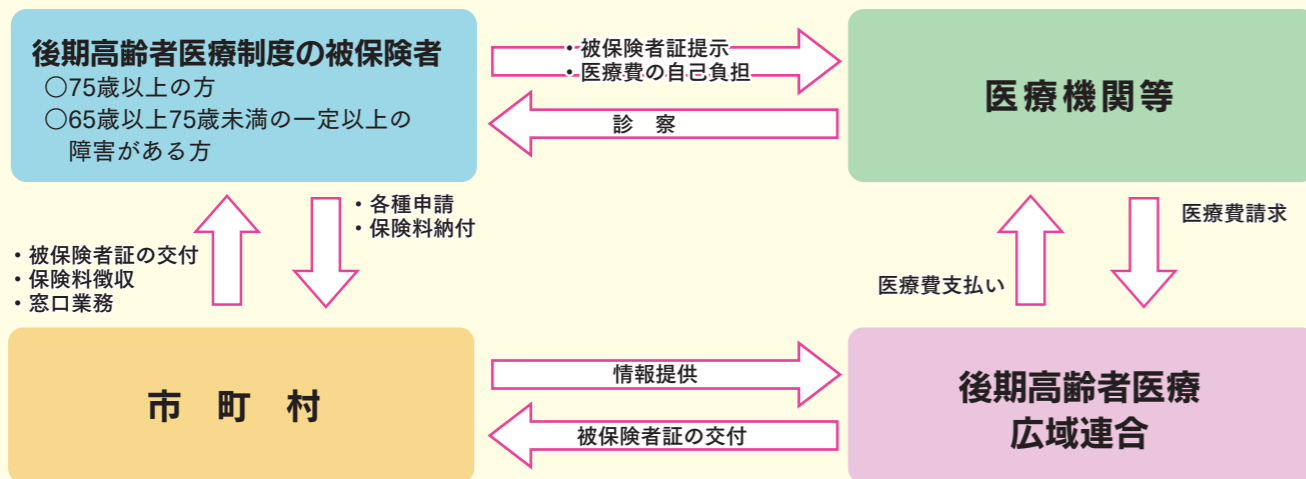 後期高齢者医療制度の被保険者
○75歳以上の方
○65歳以上75歳未満の一定以上の
障害がある方
・被保険者証提示
・医療費の自己負担
診　察
医療機関等
・各種申請
・保険料納付
・被保険者証の交付
・保険料徴収
・窓口業務
医療費請求
医療費支払い
市　町　村
情報提供
被保険者証の交付
後期高齢者医療
広域連合